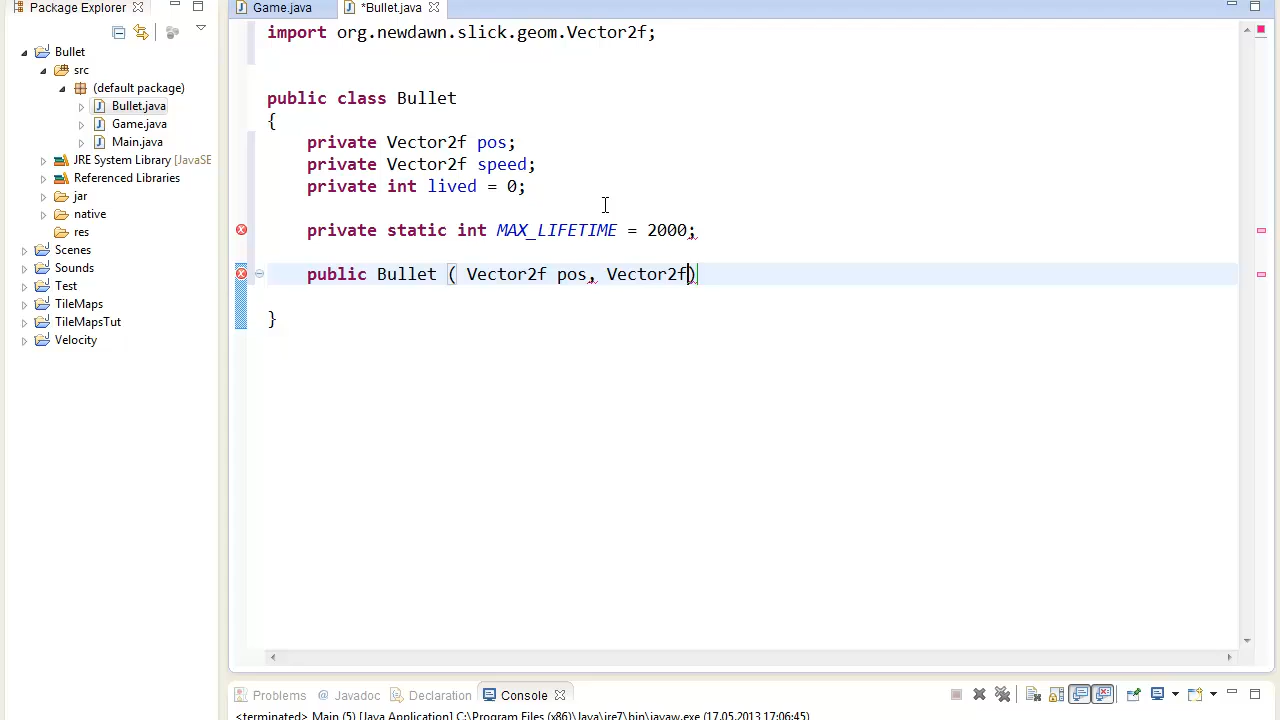 Package Explorer
Game.java
*Bullet.java
Bullet
src
(default package)
Bullet.java
Game.java
Main.java
JRE System Library [JavaSE
Referenced Libraries
jar
native
res
Scenes
Sounds
Test
TileMaps
TileMapsTut
Velocity
import org.newdawn.slick.geom.Vector2f;
public class Bullet
{
private Vector2f pos;
private Vector2f speed;
private int lived = 0;
private static int MAX_LIFETIME = 2000;
public Bullet ( Vector2f pos, Vector2f)
}
Problems @ Javadoc Declaration Console
<terminated> Main (5) [Java Application] C:\Program Files (x86)\Java\jre7\bin\javaw.exe (17.05.2013 17:06:45)